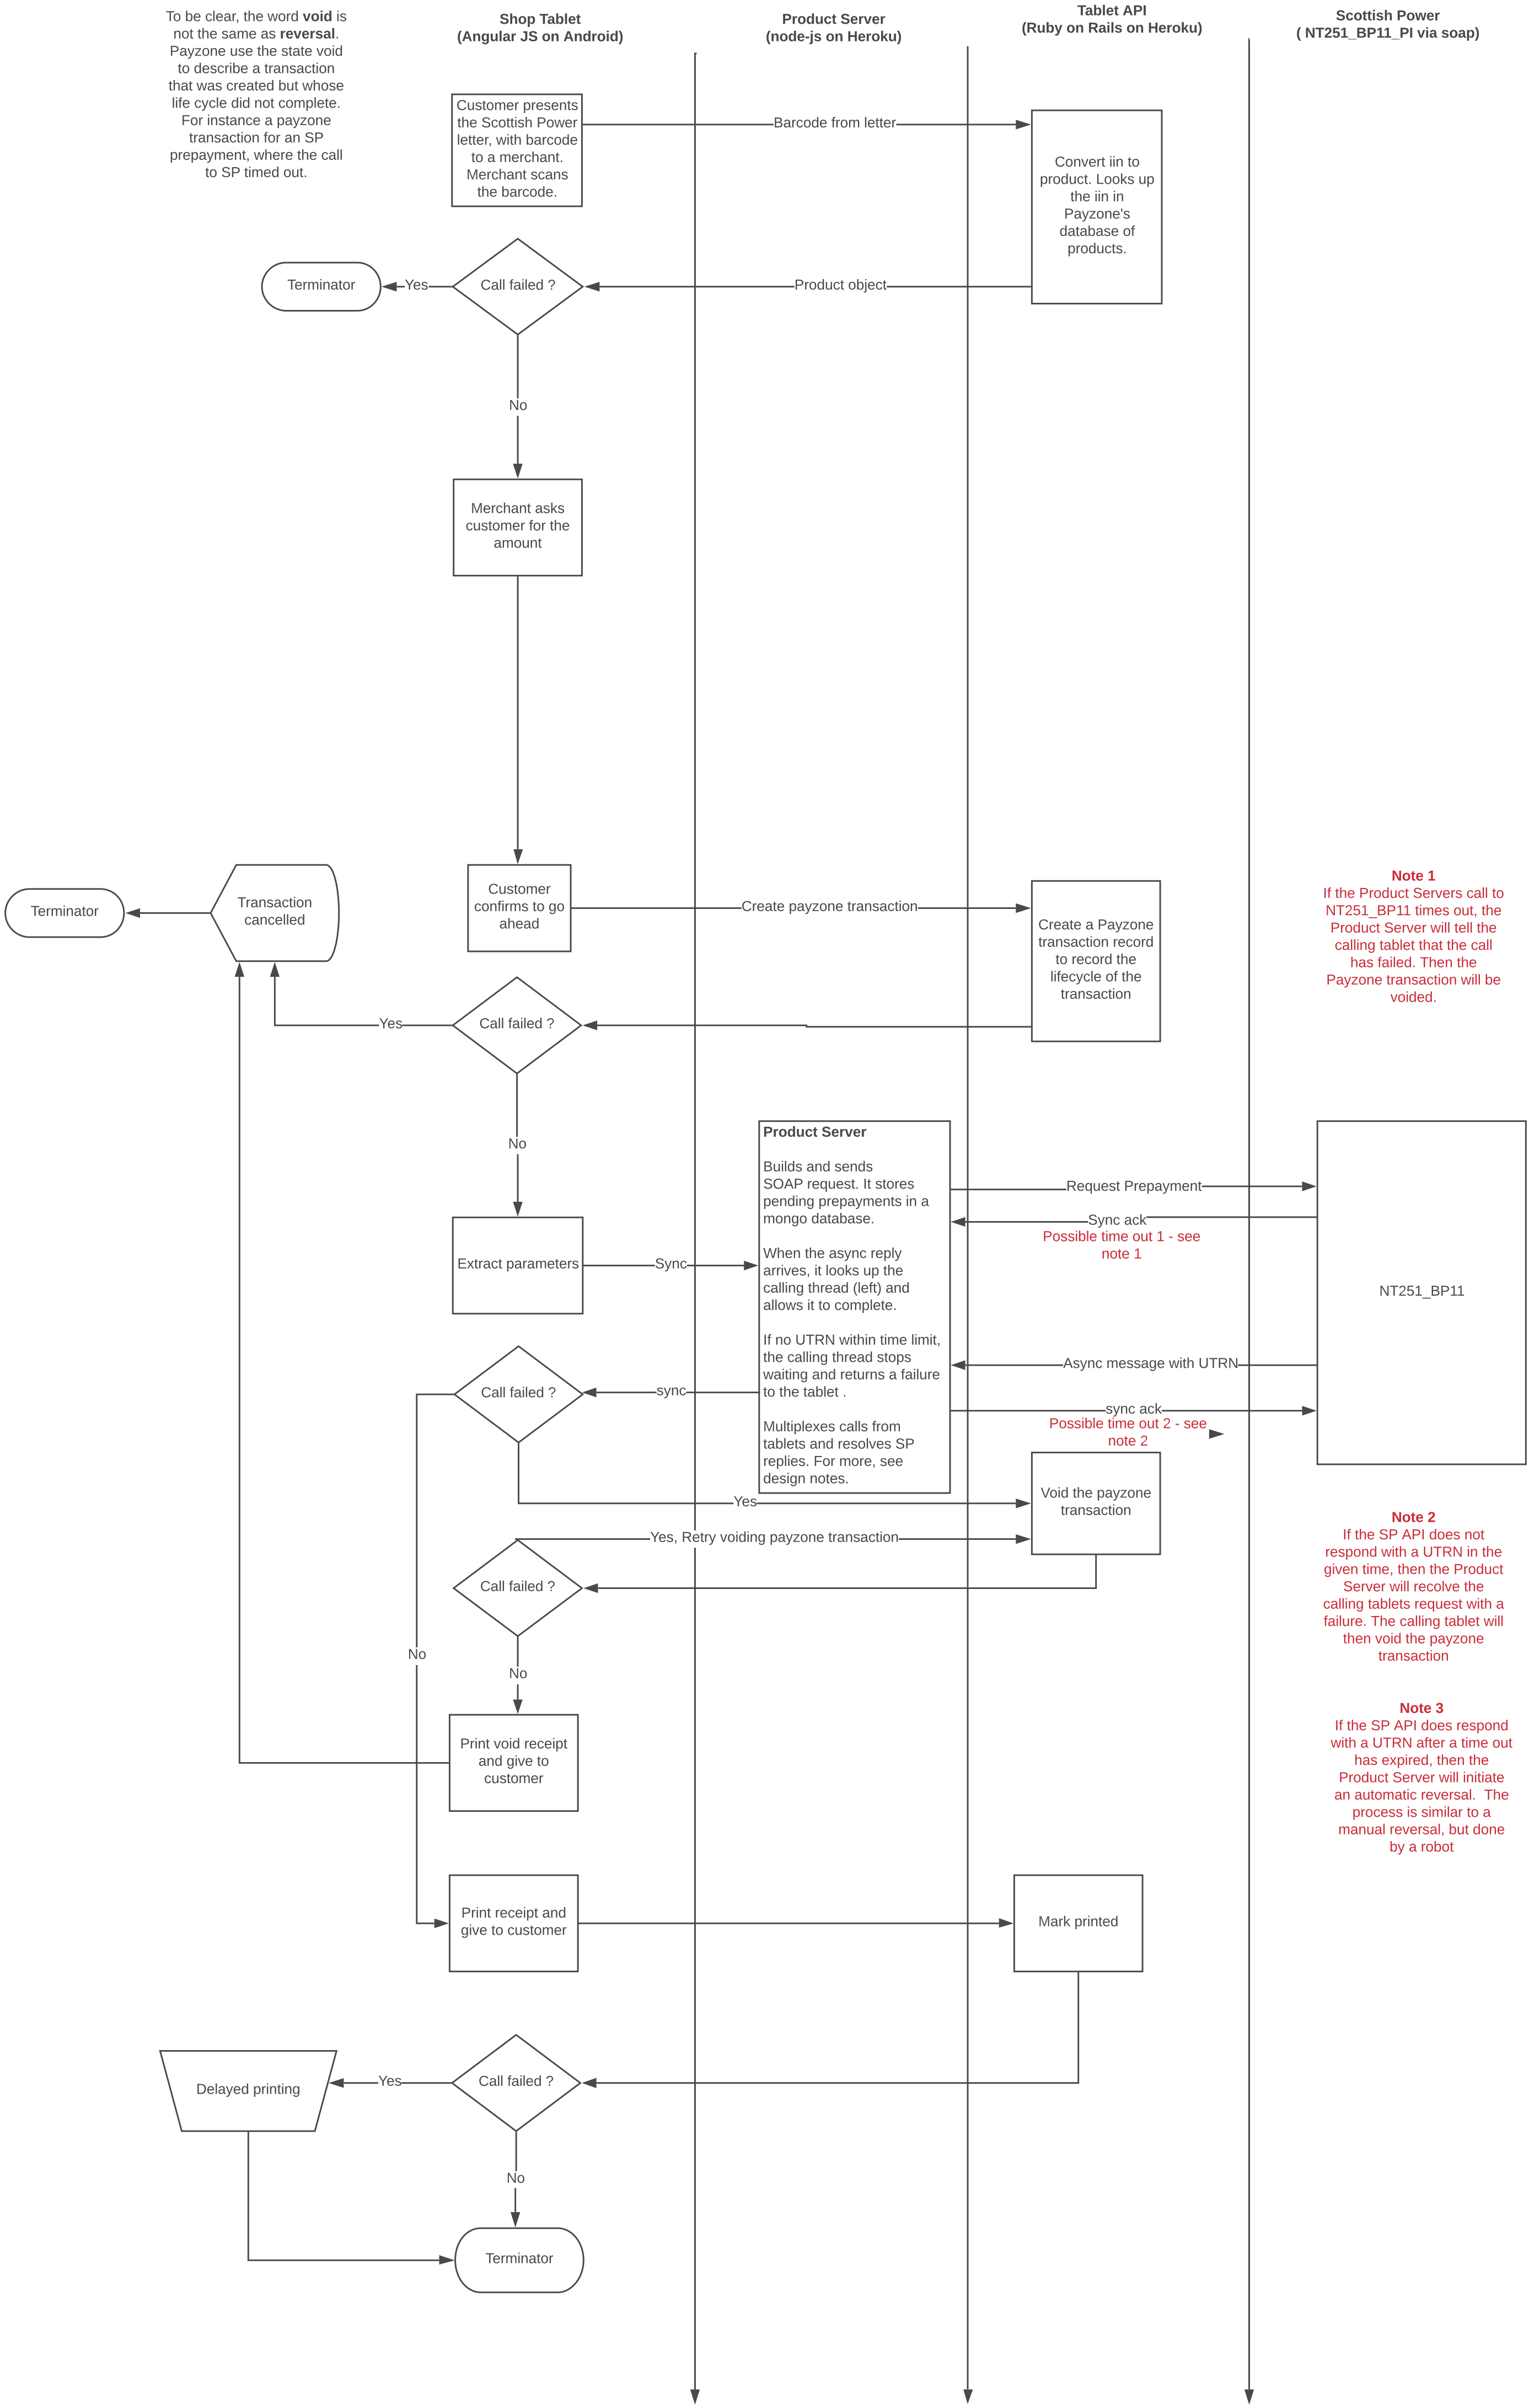 To be clear, the word void is
not the same as reversal.
Payzone use the state void
to describe a transaction
that was created but whose
life cycle did not complete.
For instance a payzone
transaction for an SP
prepayment, where the call
to SP timed out.
Shop Tablet
(Angular JS on Android)
Product Server
(node-js on Heroku)
Tablet API
(Ruby on Rails on Heroku)
Scottish Power
( NT251_BP11_PI via soap)
Customer presents
the Scottish Power
letter, with barcode
to a merchant.
Merchant scans
the barcode.
Barcode from letter
Convert iin to
product. Looks up
the iin in
Payzone's
database of
products.
Terminator
Yes
Call failed ?
Product object
No
Merchant asks
customer for the
amount
Terminator
Transaction
cancelled
Customer
confirms to go
ahead
Create payzone transaction
Create a Payzone
transaction record
to record the
lifecycle of the
transaction
Note 1
If the Product Servers call to
NT251_BP11 times out, the
Product Server will tell the
calling tablet that the call
has failed. Then the
Payzone transaction will be
voided.
Yes
Call failed ?
No
Product Server
Builds and sends
SOAP request. It stores
pending prepayments in a
mongo database.
When the async reply
arrives, it looks up the
calling thread (left) and
allows it to complete.
If no UTRN within time limit,
the calling thread stops
waiting and returns a failure
to the tablet .
Multiplexes calls from
tablets and resolves SP
replies. For more, see
design notes.
Request Prepayment
Sync ack
Possible time out 1 - see
note 1
NT251_BP11
Extract parameters
Sync
Async message with UTRN
Call failed ?
sync
sync ack
Possible time out 2 - see
note 2
Yes
Void the payzone
transaction
Yes, Retry voiding payzone transaction
Call failed ?
Note 2
If the SP API does not
respond with a UTRN in the
given time, then the Product
Server will recolve the
calling tablets request with a
failure. The calling tablet will
then void the payzone
transaction
No
No
Print void receipt
and give to
customer
Note 3
If the SP API does respond
with a UTRN after a time out
has expired, then the
Product Server will initiate
an automatic reversal.  The
process is similar to a
manual reversal, but done
by a robot
Print receipt and
give to customer
Mark printed
Delayed printing
Yes
Call failed ?
No
Terminator